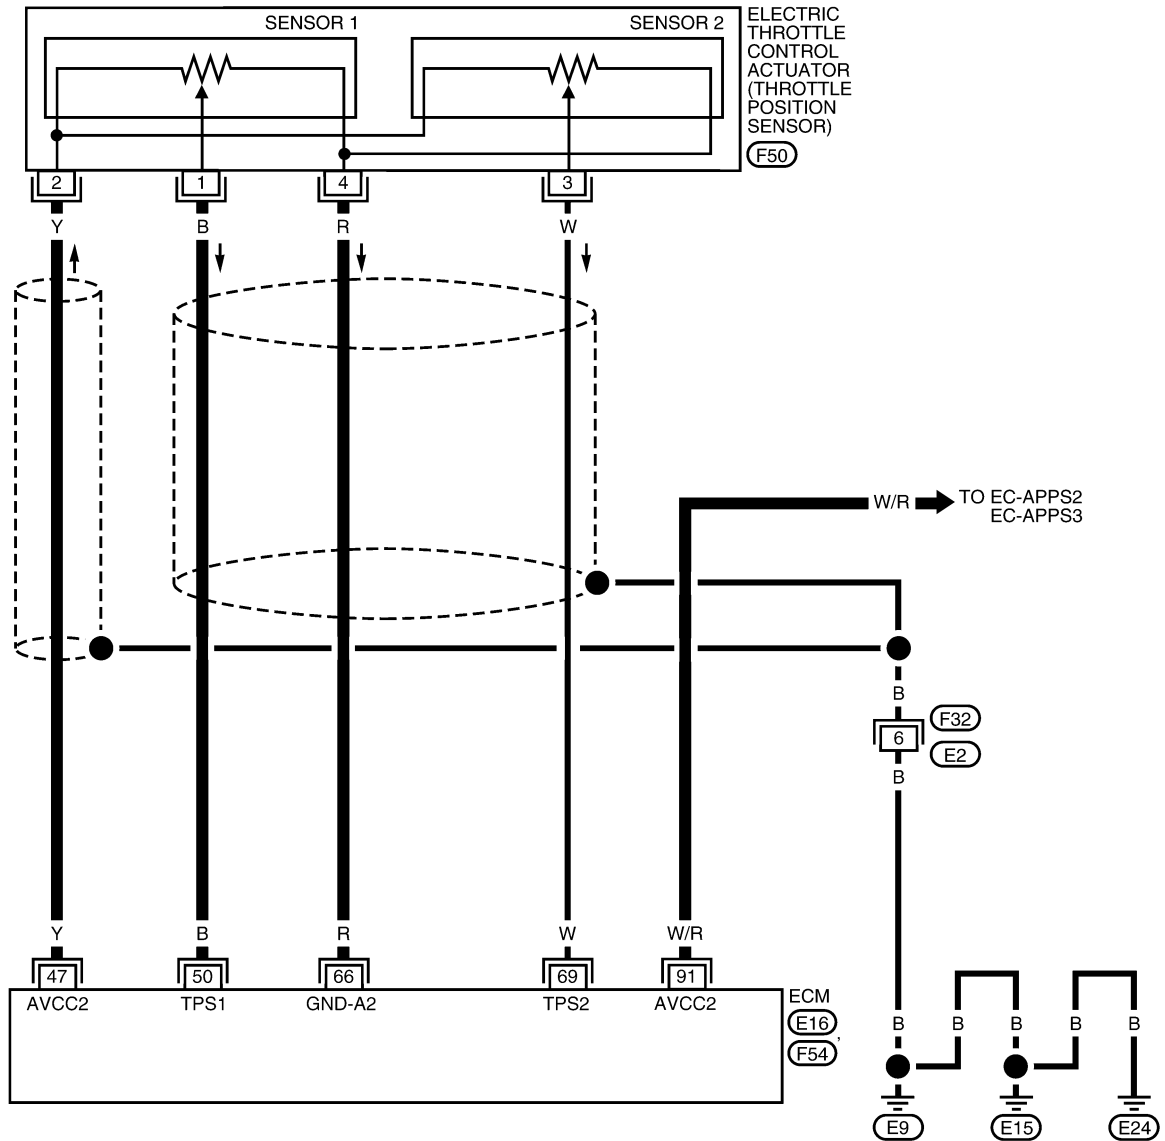 SENSOR 1
SENSOR 2
ELECTRIC
THROTTLE
CONTROL
ACTUATOR
(THROTTLE
POSITION
SENSOR)
F50
2
1
4
3
Y
B
R
W
W/R
TO EC-APPS2
EC-APPS3
B
F32
6
E2
B
Y
B
R
W
W/R
47
50
66
69
91
AVCC2
TPS1
GND-A2
TPS2
AVCC2
ECM
E16
,
F54
B
B
B
B
B
E9
E15
E24